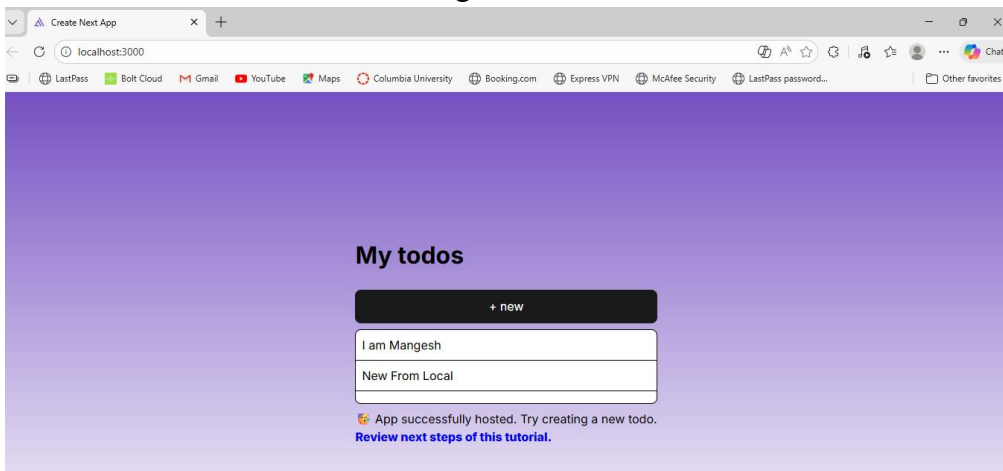 Create Next App
localhost:3000
Chat
LastPass Bolt Cloud Gmail YouTube Maps Columbia University Booking.com Express VPN McAfee Security LastPass password... Other favorites
My todos
+ new
I am Mangesh
New From Local
🥳 App successfully hosted. Try creating a new todo.
Review next steps of this tutorial.